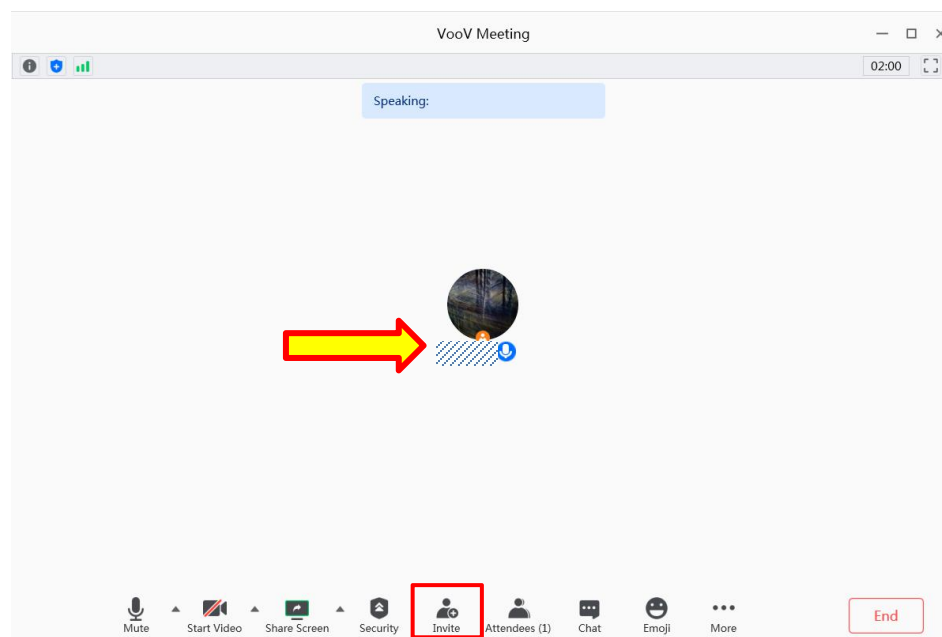 VooV Meeting
02:00
Speaking:
Mute
Start Video
Share Screen
Security
Invite
Attendees (1)
Chat
Emoji
More
End